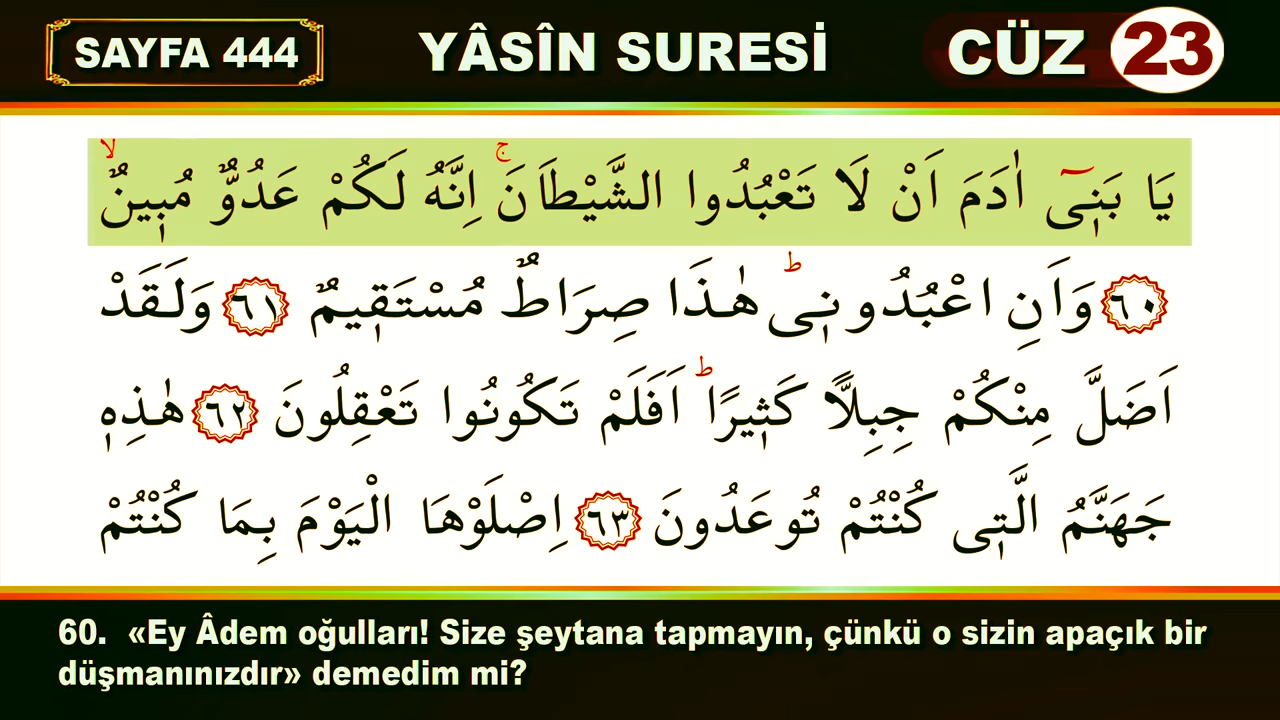 SAYFA 444
YÂSÎN SURESİ
CÜZ 23
يَا بَنٖٓى اٰدَمَ اَنْ لَا تَعْبُدُوا الشَّيْطَانَۚ اِنَّهُ لَكُمْ عَدُوٌّ مُبٖينٌۙ
﴿٦٠﴾ وَاَنِ اعْبُدُونٖىۜ هٰذَا صِرَاطٌ مُسْتَقٖيمٌ ﴿٦١﴾ وَلَقَدْ
اَضَلَّ مِنْكُمْ جِبِلًّا كَثٖيرًاۜ اَفَلَمْ تَكُونُوا تَعْقِلُونَ ﴿٦٢﴾ هٰذِهٖ
جَهَنَّمُ الَّتٖى كُنْتُمْ تُوعَدُونَ ﴿٦٣﴾ اِصْلَوْهَا الْيَوْمَ بِمَا كُنْتُمْ
60. «Ey Âdem oğulları! Size şeytana tapmayın, çünkü o sizin apaçık bir
düşmanınızdır» demedim mi?